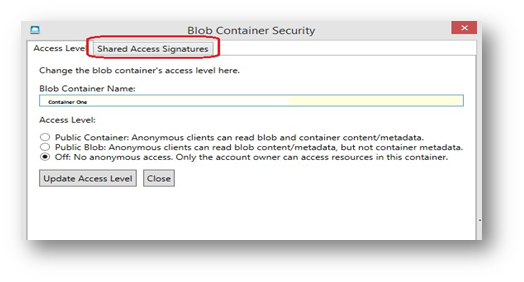 Blob Container Security
Access Level
Shared Access Signatures
Change the blob container's access level here.
Blob Container Name:
Container One
Access Level:
Public Container: Anonymous clients can read blob and container content/metadata.
Public Blob: Anonymous clients can read blob content/metadata, but not container metadata.
Off: No anonymous access. Only the account owner can access resources in this container.
Update Access Level
Close